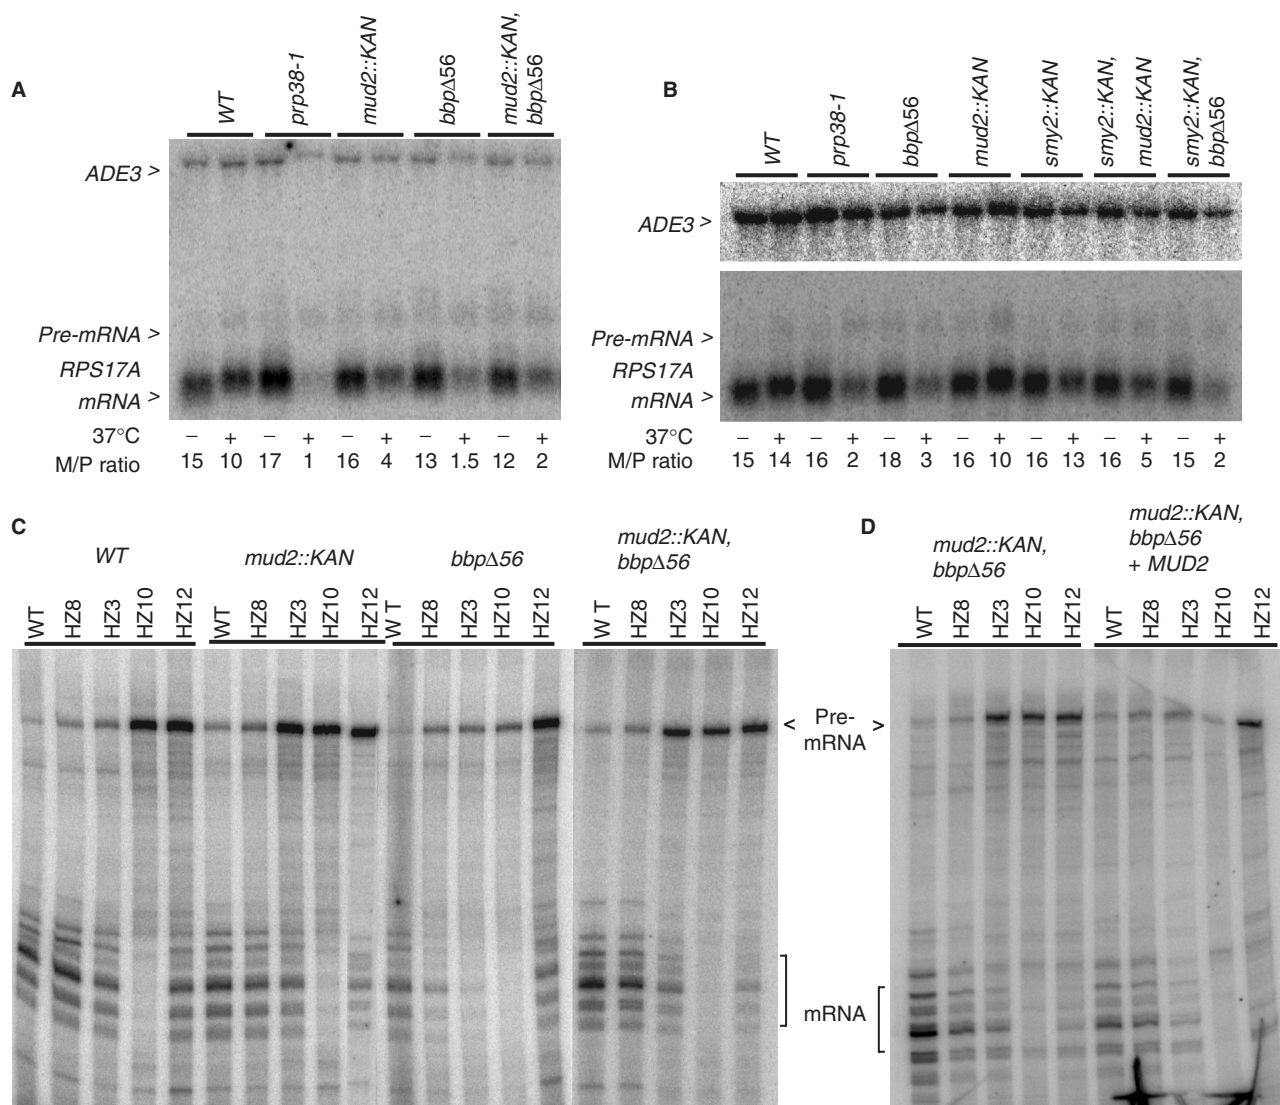 A
WT
prp38-1
mud2::KAN
bbpΔ56
mud2::KAN,
bbpΔ56
ADE3 >
Pre-mRNA >
RPS17A
mRNA >
37°C − + − + − + − + − +
M/P ratio 15 10 17 1 16 4 13 1.5 12 2
B
WT
prp38-1
bbpΔ56
mud2::KAN
smy2::KAN
smy2::KAN,
mud2::KAN
smy2::KAN,
bbpΔ56
ADE3 >
Pre-mRNA >
RPS17A
mRNA >
37°C − + − + − + − + − + − + − +
M/P ratio 15 14 16 2 18 3 16 10 16 13 16 5 15 2
C
WT
mud2::KAN
bbpΔ56
mud2::KAN,
bbpΔ56
WT HZ8 HZ3 HZ10 HZ12 WT HZ8 HZ3 HZ10 HZ12 WT HZ8 HZ3 HZ10 HZ12 WT HZ8 HZ3 HZ10 HZ12
< Pre- >
mRNA
mRNA
D
mud2::KAN,
bbpΔ56
mud2::KAN,
bbpΔ56
+ MUD2
WT HZ8 HZ3 HZ10 HZ12 WT HZ8 HZ3 HZ10 HZ12